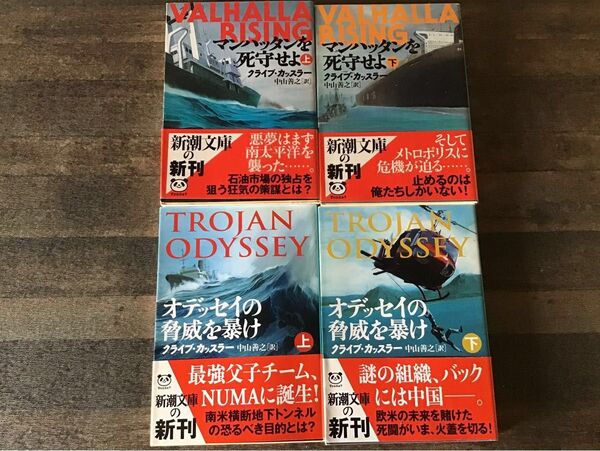 VALHALLA
RISING
マンハッタンを
死守せよ 上
クライブ・カッスラー
中山善之[訳]
新潮文庫
の
新刊
悪夢はまず
南太平洋を
襲った……。
石油市場の独占を
狙う狂気の策謀とは?
VALHALLA
RISING
マンハッタンを
死守せよ 下
クライブ・カッスラー
中山善之[訳]
新潮文庫
の
新刊
そして
メトロポリスに
危機が迫る……。
止めるのは
俺たちしかいない!
TROJAN
ODYSSEY
オデッセイの
脅威を暴け
クライブ・カッスラー 中山善之[訳]
上
新潮文庫
の
新刊
最強父子チーム、
NUMAに誕生!
南米横断地下トンネル
の恐るべき目的とは?
TROJAN
ODYSSEY
オデッセイの
脅威を暴け
クライブ・カッスラー 中山善之[訳]
下
新潮文庫
の
新刊
謎の組織、バック
には中国——。
欧米の未来を賭けた
死闘がいま、火蓋を切る!